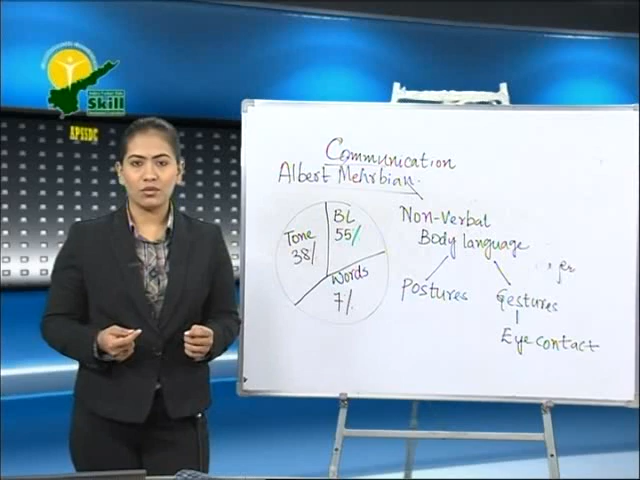 Skill
APSSDC
Communication
Albert Mehrbian.
Non-Verbal
Body language
BL
55%
Tone
38%
Words
7%
Postures
Gestures
Eye contact